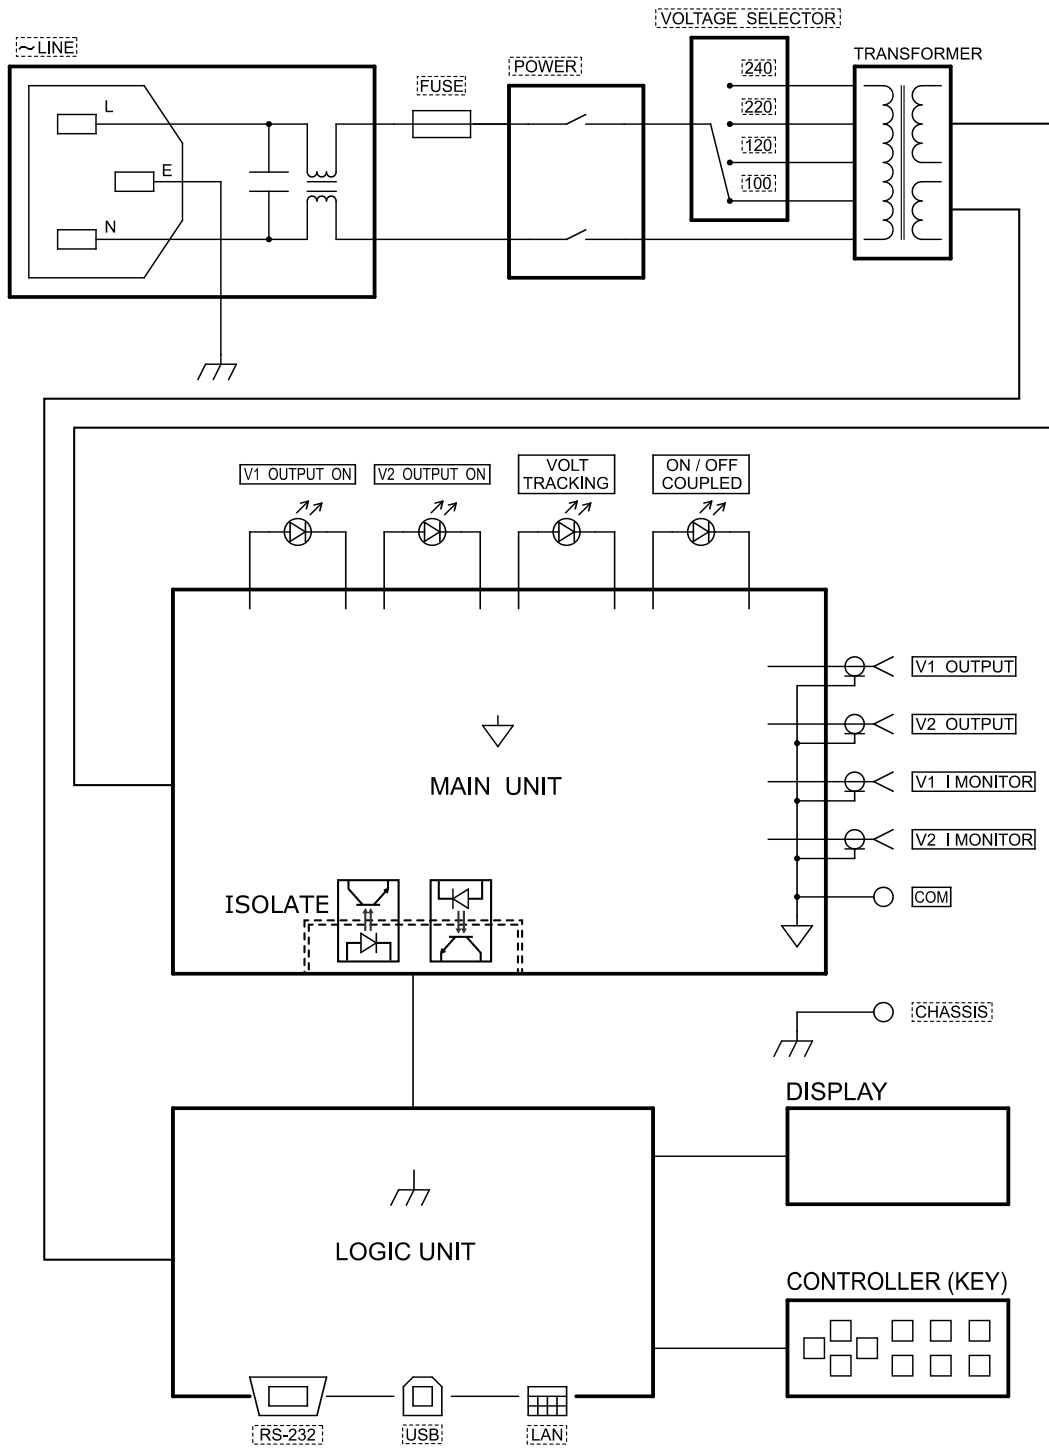 VOLTAGE SELECTOR
～LINE
TRANSFORMER
POWER
FUSE
240
L
220
120
E
100
N
V1 OUTPUT ON
V2 OUTPUT ON
VOLT
TRACKING
ON / OFF
COUPLED
V1 OUTPUT
V2 OUTPUT
MAIN UNIT
V1 I MONITOR
V2 I MONITOR
ISOLATE
COM
CHASSIS
DISPLAY
LOGIC UNIT
CONTROLLER (KEY)
RS-232
USB
LAN